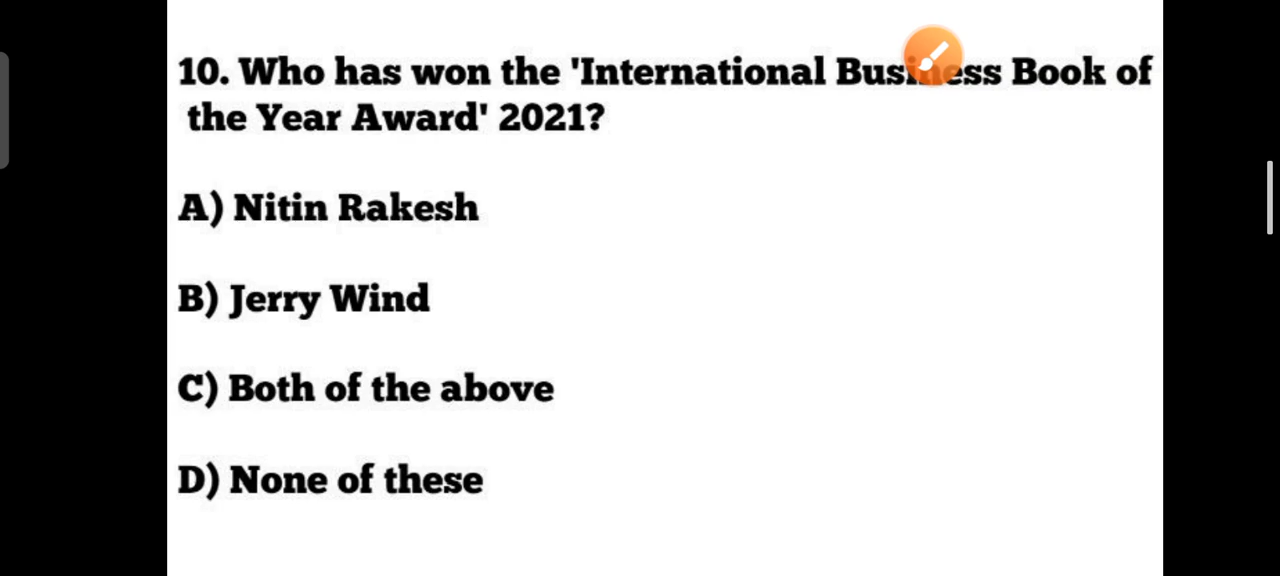 10. Who has won the 'International Business Book of
the Year Award' 2021?
A) Nitin Rakesh
B) Jerry Wind
C) Both of the above
D) None of these